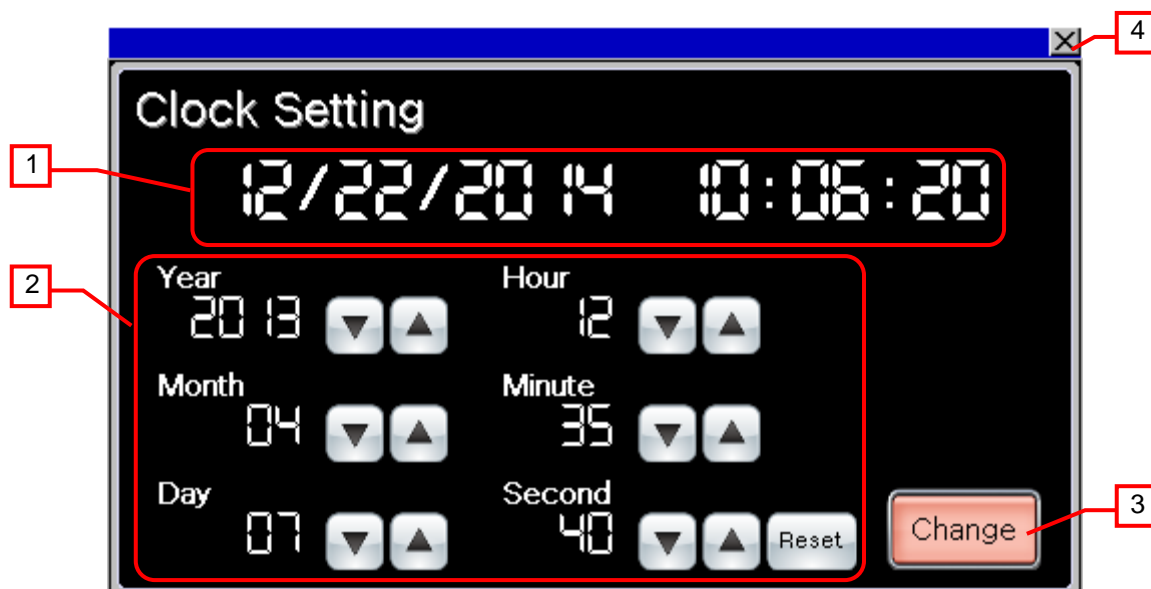 4
Clock Setting
1
12/22/2014 10:06:20
2
Year Hour
2013 12
Month Minute
04 35
Day Second
07 40 Reset
Change
3